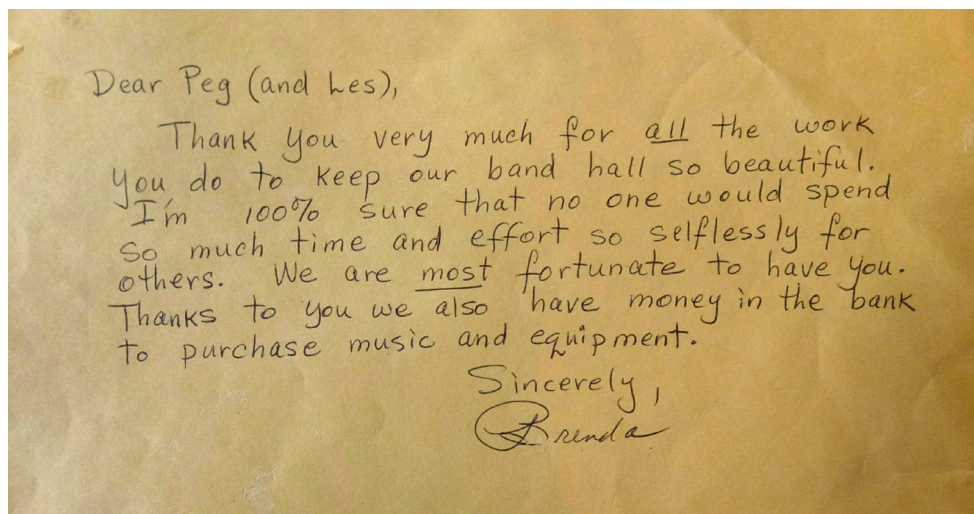 Dear Peg (and Les),
Thank you very much for all the work
you do to keep our band hall so beautiful.
I'm 100% sure that no one would spend
so much time and effort so selflessly for
others. We are most fortunate to have you.
Thanks to you we also have money in the bank
to purchase music and equipment.
Sincerely,
Brenda